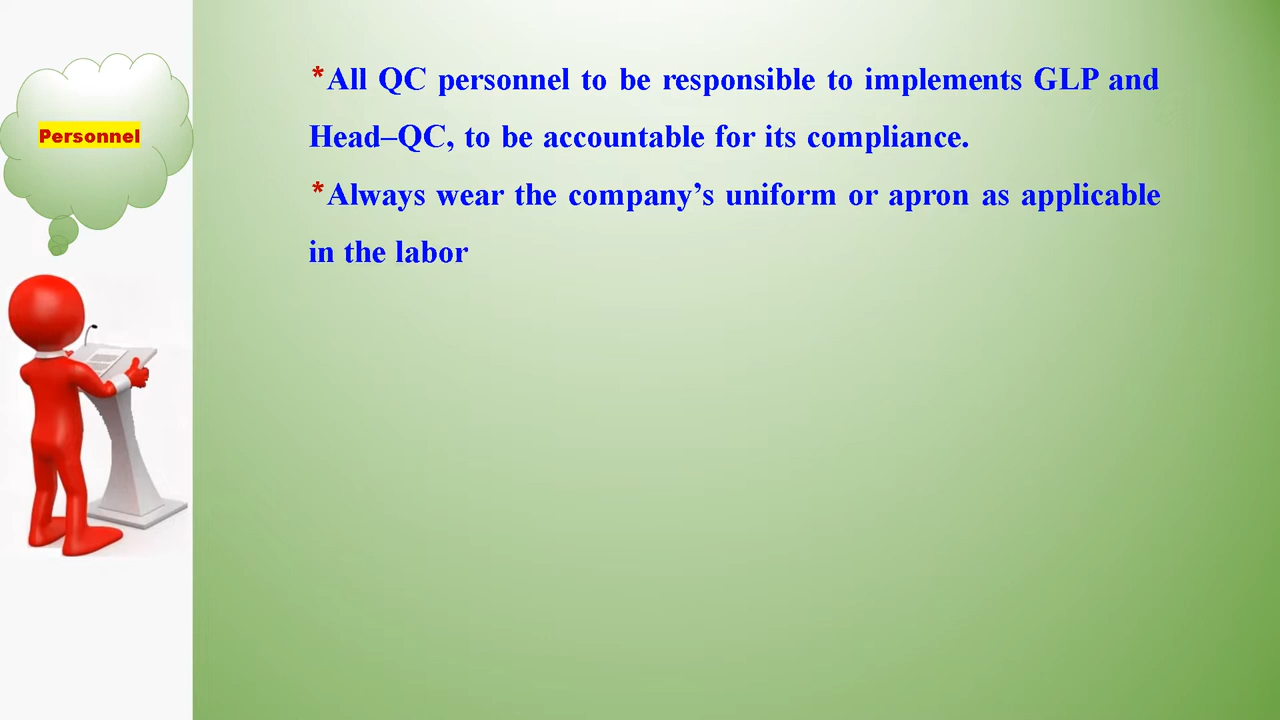 Personnel
*All QC personnel to be responsible to implements GLP and
Head–QC, to be accountable for its compliance.
*Always wear the company’s uniform or apron as applicable
in the labor